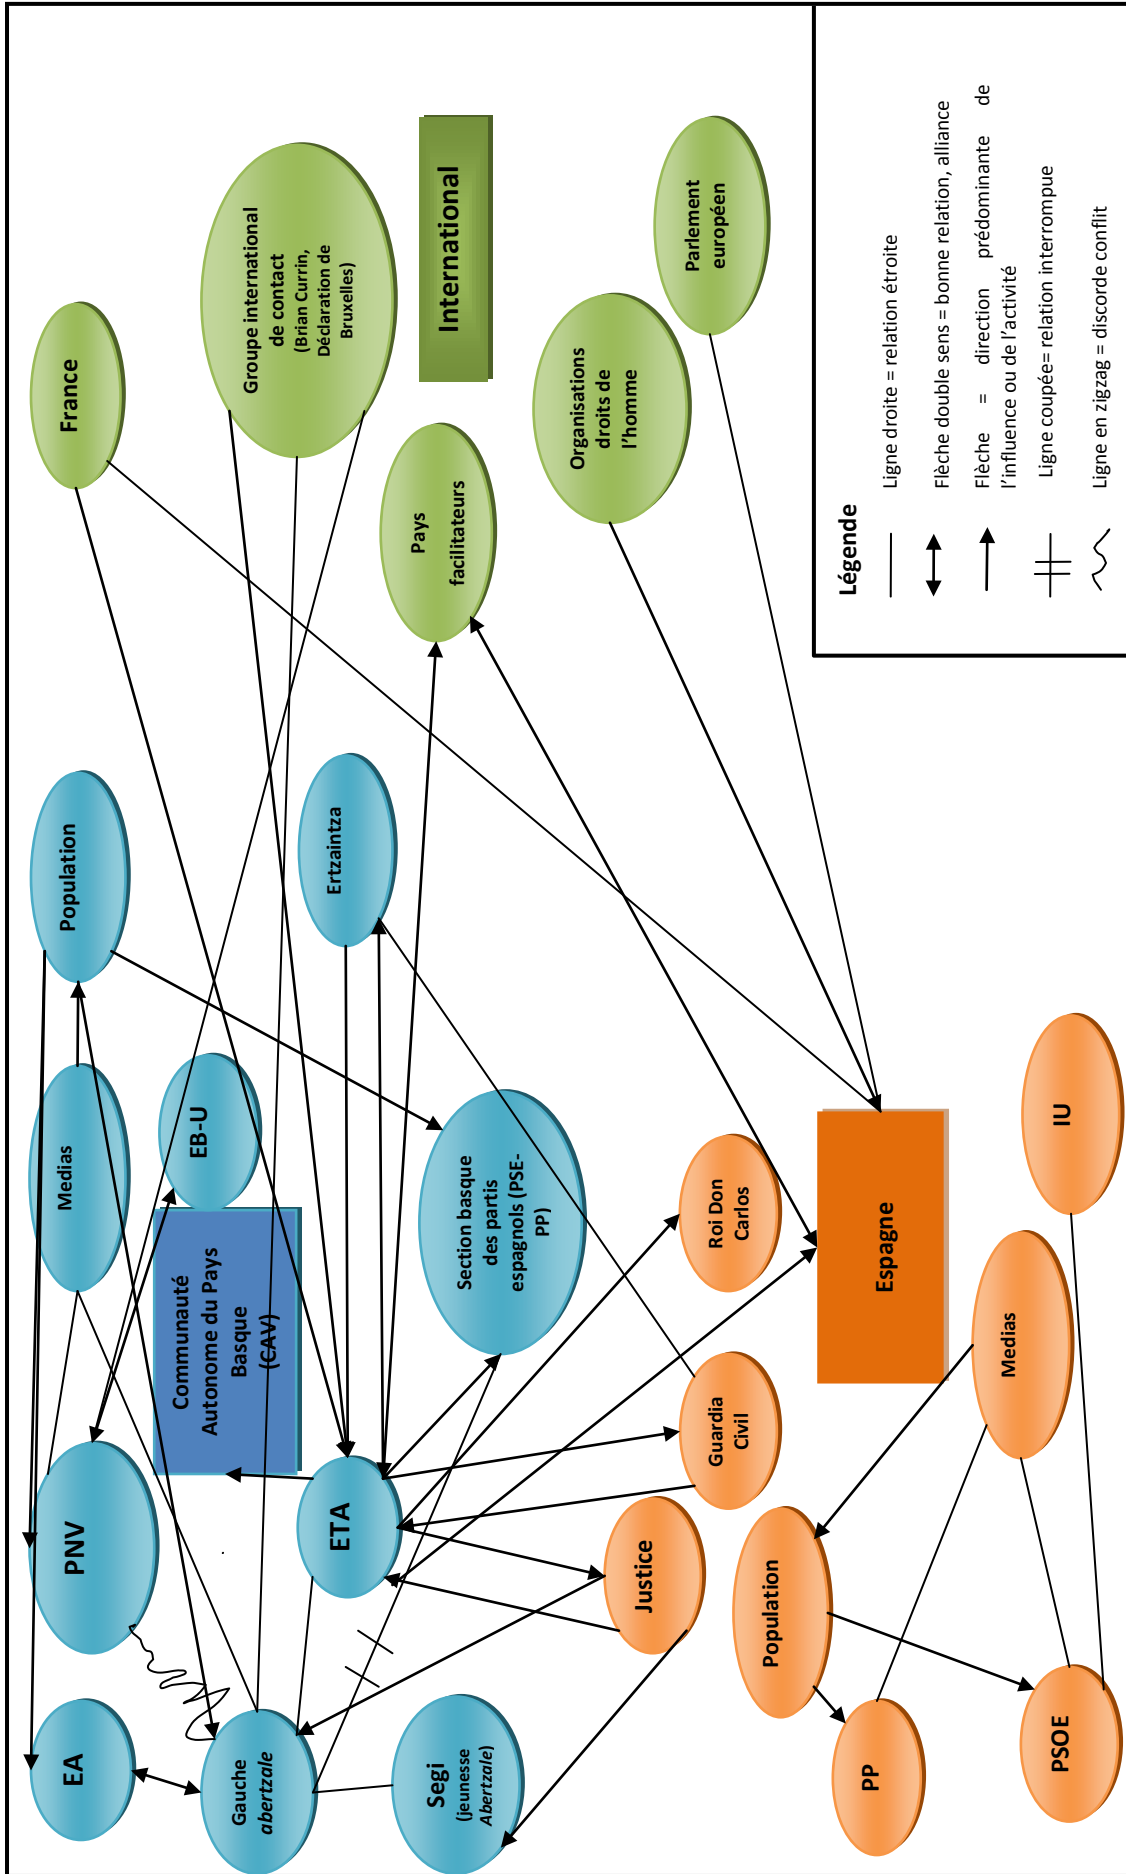 EA
PNV
Medias
Population
France
Gauche
abertzale
Communauté
Autonome du Pays
Basque
(CAV)
EB-U
Groupe international
de contact
(Brian Currin,
Déclaration de
Bruxelles)
ETA
Ertzaintza
Segi
(jeunesse
Abertzale)
Section basque
des partis
espagnols (PSE-
PP)
Pays
facilitateurs
International
Justice
Guardia
Civil
Roi Don
Carlos
Organisations
droits de
l'homme
Parlement
européen
Population
Espagne
PP
Medias
PSOE
IU
Légende
Ligne droite = relation étroite
Flèche double sens = bonne relation, alliance
Flèche = direction prédominante de
l’influence ou de l’activité
Ligne coupée= relation interrompue
Ligne en zigzag = discorde conflit